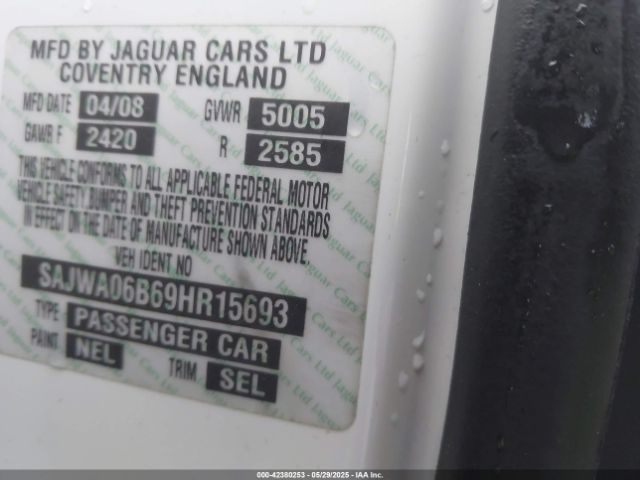 MFD BY JAGUAR CARS LTD
COVENTRY ENGLAND
MFD DATE 04/08 GVWR 5005
GAWR F 2420 R 2585
THIS VEHICLE CONFORMS TO ALL APPLICABLE FEDERAL MOTOR
VEHICLE SAFETY, BUMPER AND THEFT PREVENTION STANDARDS
IN EFFECT ON THE DATE OF MANUFACTURE SHOWN ABOVE.
VEH IDENT NO
SAJWA06B69HR15693
TYPE PASSENGER CAR
PAINT NEL TRIM SEL
000-42380253 - 05/29/2025 - IAA Inc.